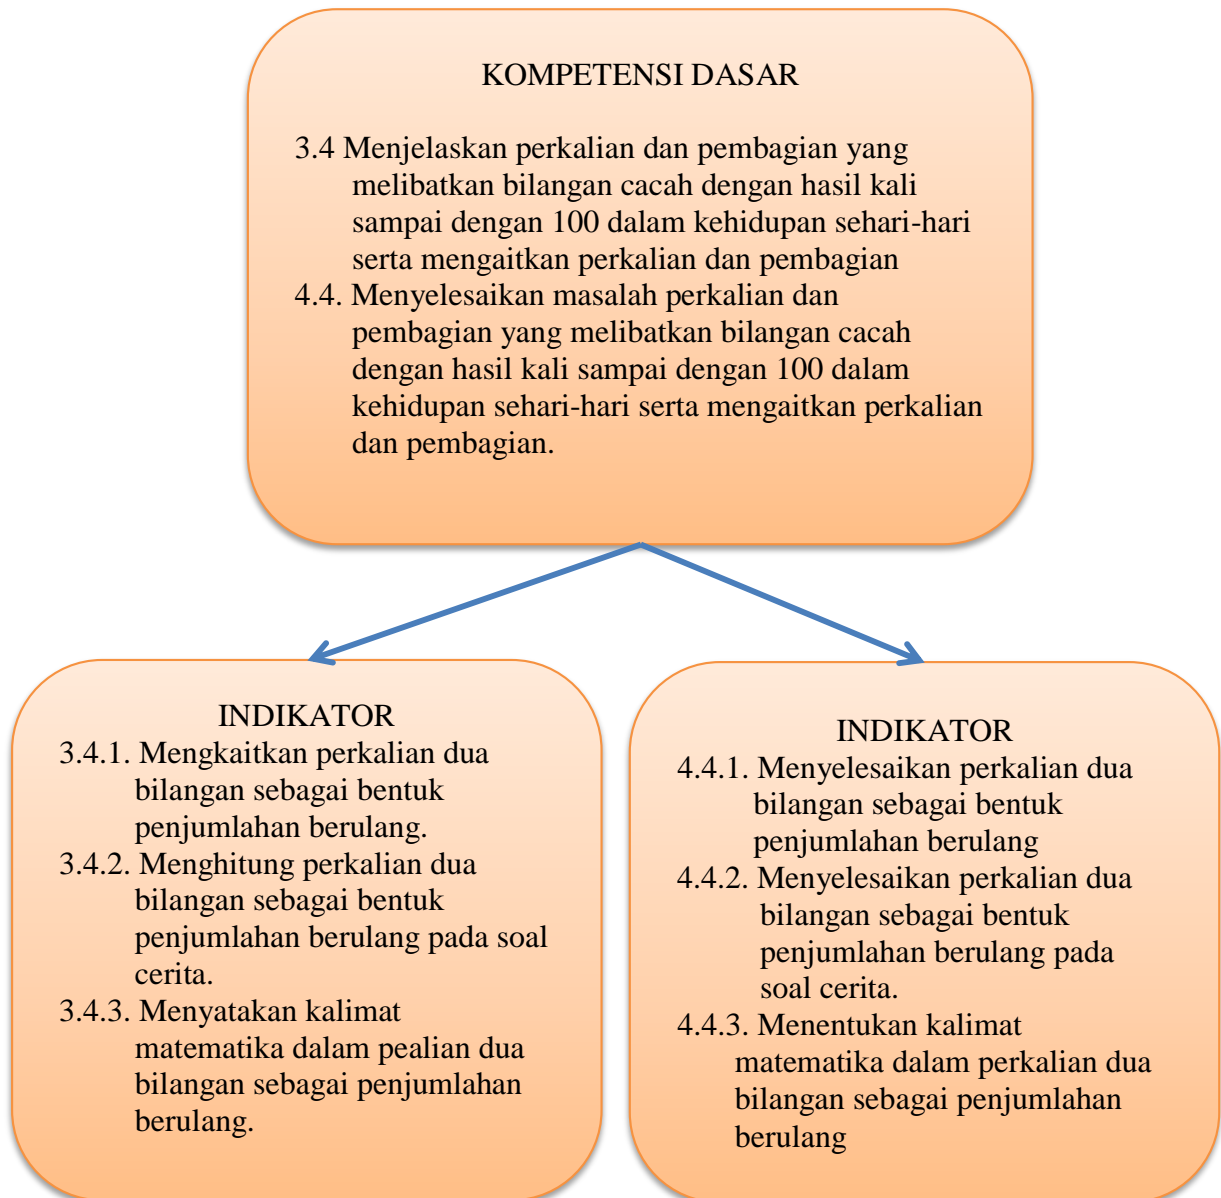 KOMPETENSI DASAR
3.4 Menjelaskan perkalian dan pembagian yang
melibatkan bilangan cacah dengan hasil kali
sampai dengan 100 dalam kehidupan sehari-hari
serta mengaitkan perkalian dan pembagian
4.4. Menyelesaikan masalah perkalian dan
pembagian yang melibatkan bilangan cacah
dengan hasil kali sampai dengan 100 dalam
kehidupan sehari-hari serta mengaitkan perkalian
dan pembagian.
INDIKATOR
3.4.1. Mengkaitkan perkalian dua
bilangan sebagai bentuk
penjumlahan berulang.
3.4.2. Menghitung perkalian dua
bilangan sebagai bentuk
penjumlahan berulang pada soal
cerita.
3.4.3. Menyatakan kalimat
matematika dalam pealian dua
bilangan sebagai penjumlahan
berulang.
INDIKATOR
4.4.1. Menyelesaikan perkalian dua
bilangan sebagai bentuk
penjumlahan berulang
4.4.2. Menyelesaikan perkalian dua
bilangan sebagai bentuk
penjumlahan berulang pada
soal cerita.
4.4.3. Menentukan kalimat
matematika dalam perkalian dua
bilangan sebagai penjumlahan
berulang